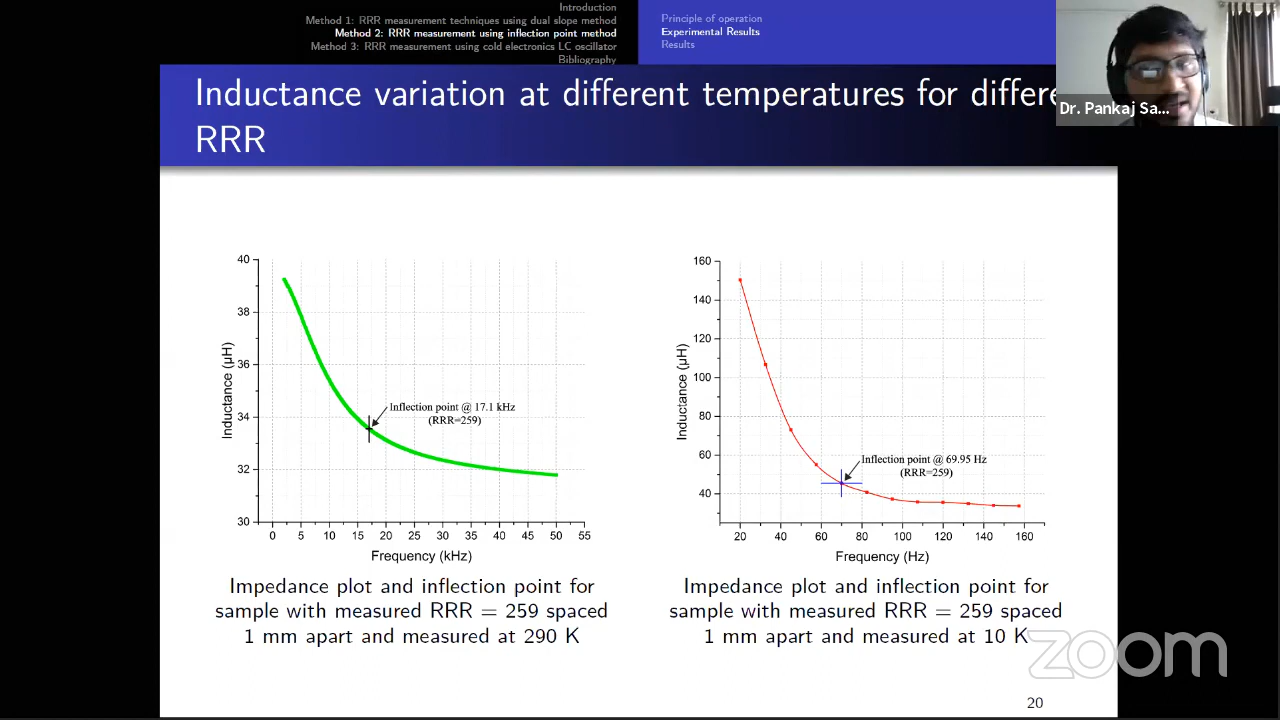 Introduction
Method 1: RRR measurement techniques using dual slope method
Method 2: RRR measurement using inflection point method
Method 3: RRR measurement using cold electronics LC oscillator
Bibliography
Principle of operation
Experimental Results
Results
Inductance variation at different temperatures for differe
RRR
Dr. Pankaj Sa...
40
38
36
34
32
30
Inductance (μH)
Inflection point @ 17.1 kHz
(RRR=259)
0 5 10 15 20 25 30 35 40 45 50 55
Frequency (kHz)
Impedance plot and inflection point for
sample with measured RRR = 259 spaced
1 mm apart and measured at 290 K
160
140
120
100
80
60
40
Inductance (μH)
Inflection point @ 69.95 Hz
(RRR=259)
20 40 60 80 100 120 140 160
Frequency (Hz)
Impedance plot and inflection point for
sample with measured RRR = 259 spaced
1 mm apart and measured at 10 K
zoom
20